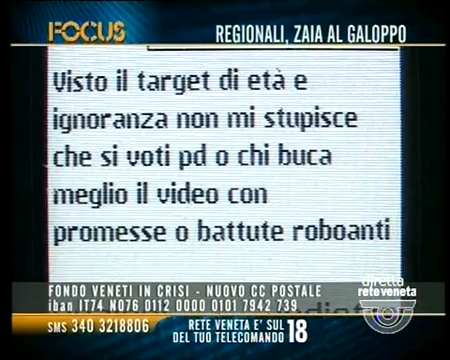 FOCUS
REGIONALI, ZAIA AL GALOPPO
Visto il target di età e
ignoranza non mi stupisce
che si voti pd o chi buca
meglio il video con
promesse o battute roboanti
FONDO VENETI IN CRISI - NUOVO CC POSTALE
iban IT74 N076 0112 0000 0101 7942 739
diretta
reteveneta
SMS 340 3218806
RETE VENETA E' SUL
DEL TUO TELECOMANDO 18